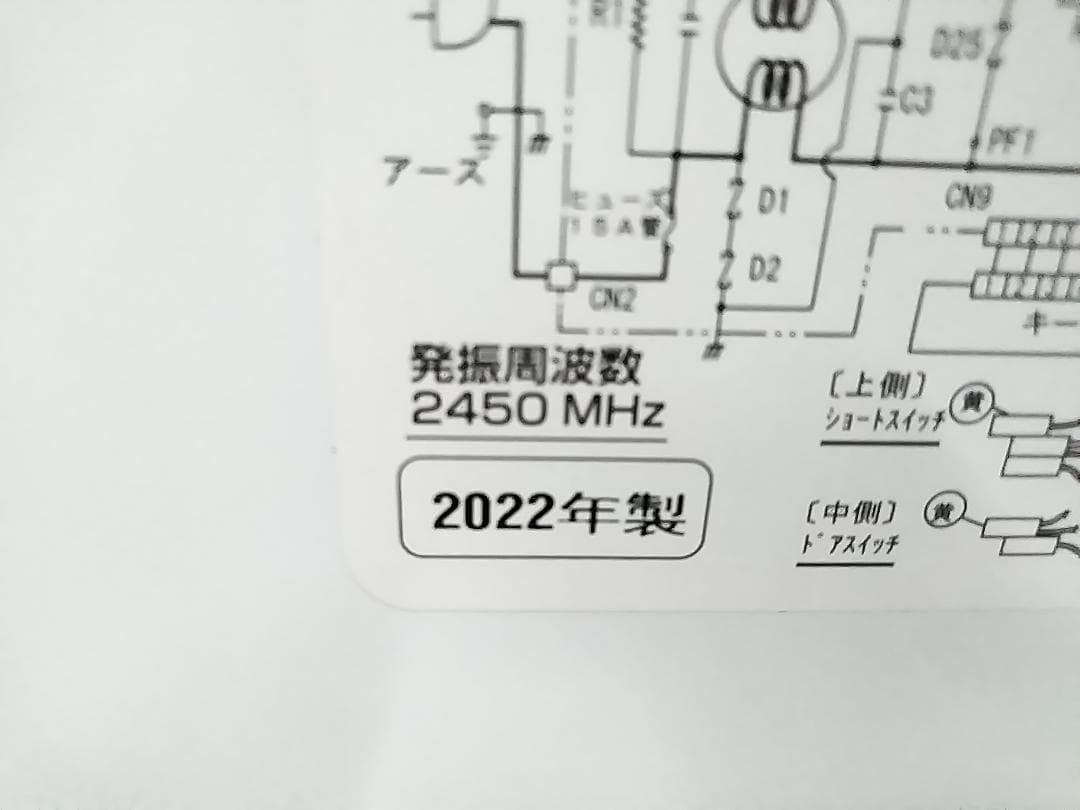 R1
D25
C3
PF1
アース
CN9
ヒューズ
15A管
D1
D2
CN2
キー
発振周波数
2450 MHz
〔上側〕
黄
ショートスイッチ
2022年製
〔中側〕
黄
ドアスイッチ